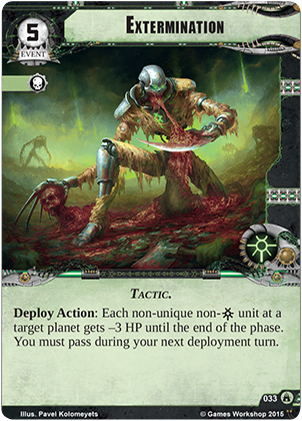 5
EVENT
EXTERMINATION
TACTIC.
Deploy Action: Each non-unique non- unit at a
target planet gets –3 HP until the end of the phase.
You must pass during your next deployment turn.
033
Illus. Pavel Kolomeyets
© Games Workshop 2015